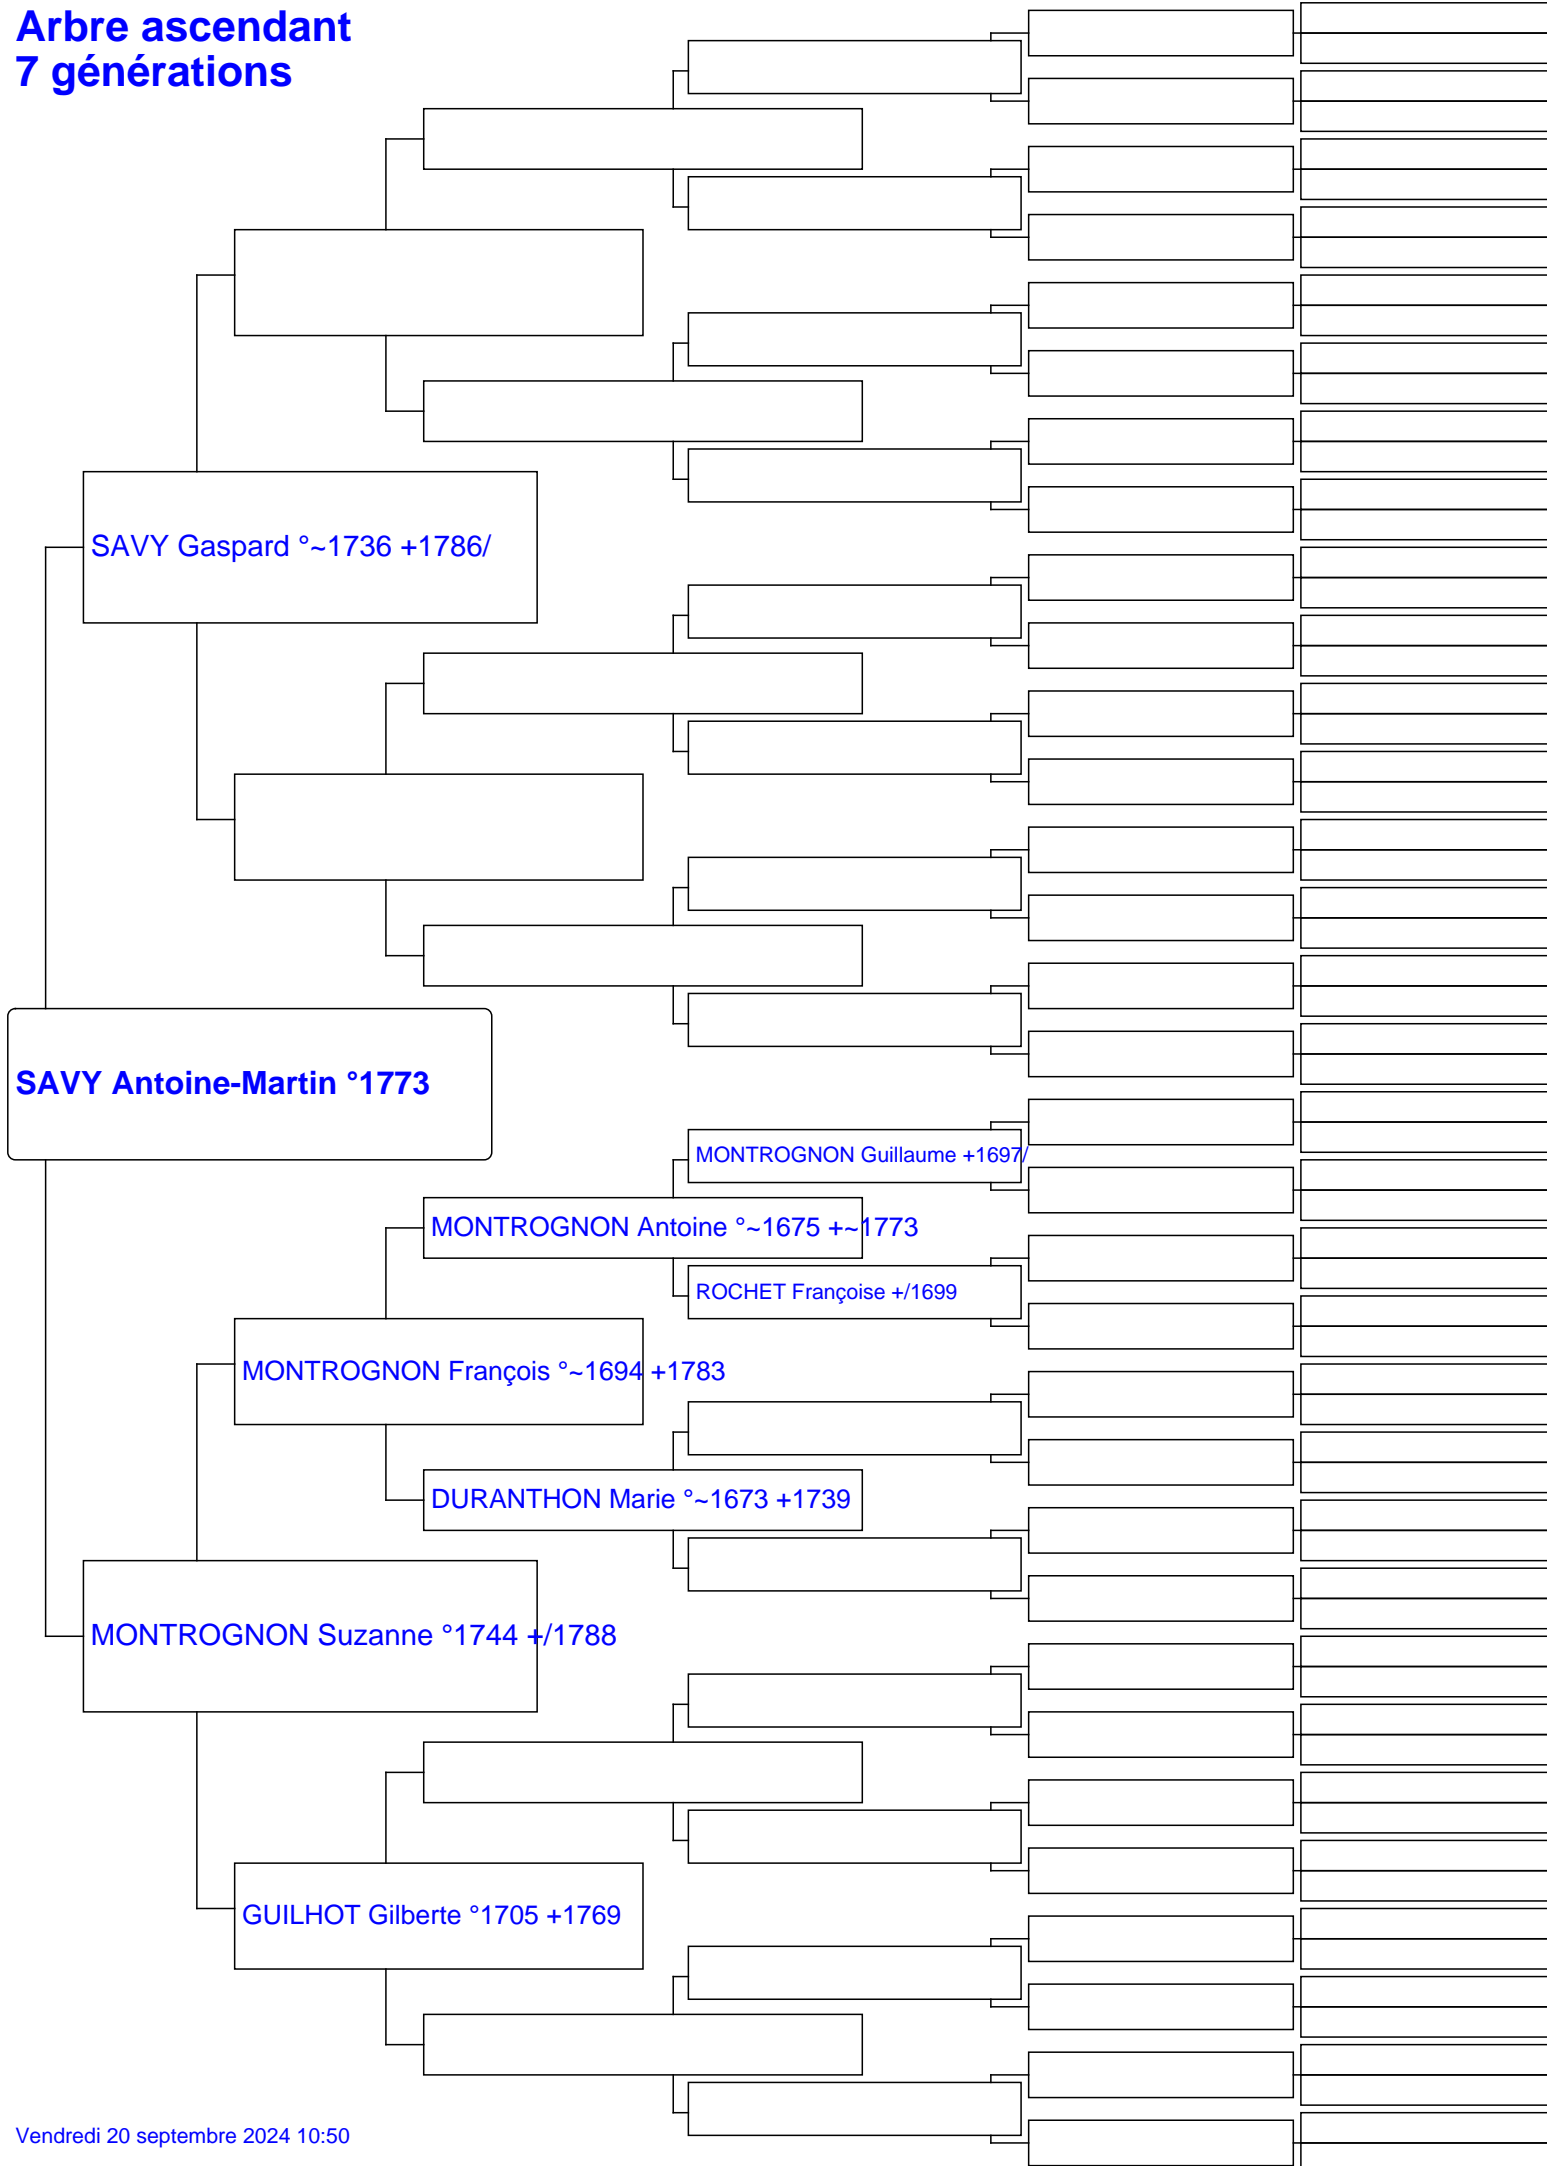 Arbre ascendant
7 générations
SAVY Gaspard °~1736 +1786/
SAVY Antoine-Martin °1773
MONTROGNON Guillaume +1697/
MONTROGNON Antoine °~1675 +~1773
ROCHET Françoise +/1699
MONTROGNON François °~1694 +1783
DURANTHON Marie °~1673 +1739
MONTROGNON Suzanne °1744 +/1788
GUILHOT Gilberte °1705 +1769
Vendredi 20 septembre 2024 10:50